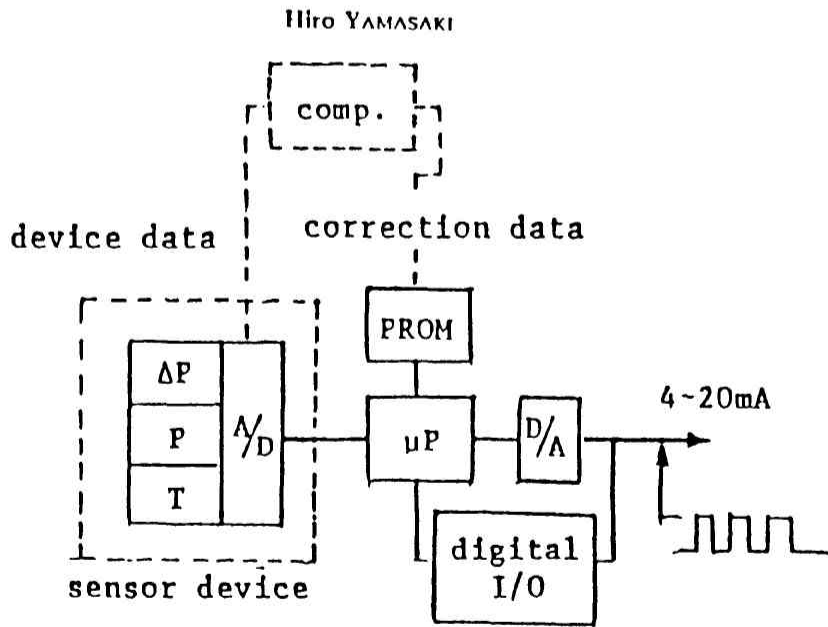 Hiro YAMASAKI
comp.
device data
correction data
PROM
ΔP
P
T
A/D
μP
D/A
4~20mA
digital
I/O
sensor device